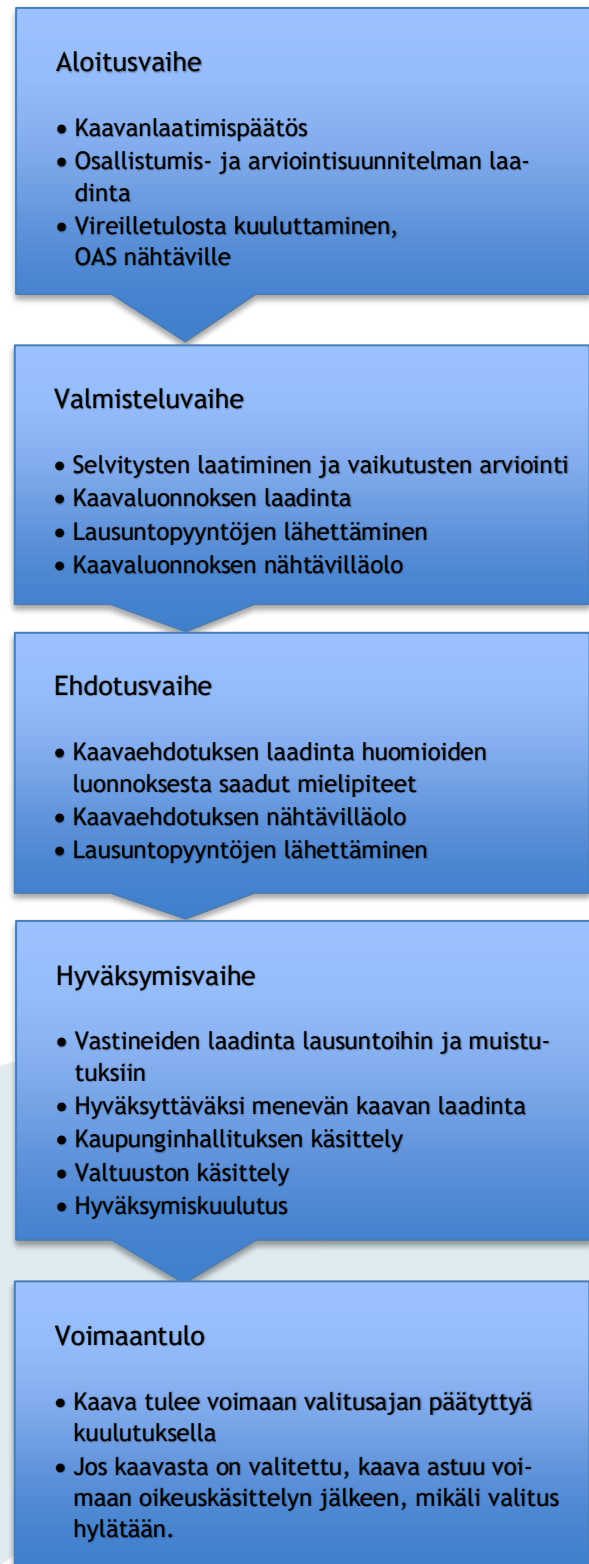 Aloitusvaihe
• Kaavanlaatimispäätös
• Osallistumis- ja arviointisuunnitelman laa-
dinta
• Vireilletulosta kuuluttaminen,
OAS nähtäville
Valmisteluvaihe
• Selvitysten laatiminen ja vaikutusten arviointi
• Kaavaluonnoksen laadinta
• Lausuntopyyntöjen lähettäminen
• Kaavaluonnoksen nähtävilläolo
Ehdotusvaihe
• Kaavaehdotuksen laadinta huomioiden
luonnoksesta saadut mielipiteet
• Kaavaehdotuksen nähtävilläolo
• Lausuntopyyntöjen lähettäminen
Hyväksymisvaihe
• Vastineiden laadinta lausuntoihin ja muistu-
tuksiin
• Hyväksyttäväksi menevän kaavan laadinta
• Kaupunginhallituksen käsittely
• Valtuuston käsittely
• Hyväksymiskuulutus
Voimaantulo
• Kaava tulee voimaan valitusajan päätyttyä
kuulutuksella
• Jos kaavasta on valitettu, kaava astuu voi-
maan oikeuskäsittelyn jälkeen, mikäli valitus
hylätään.